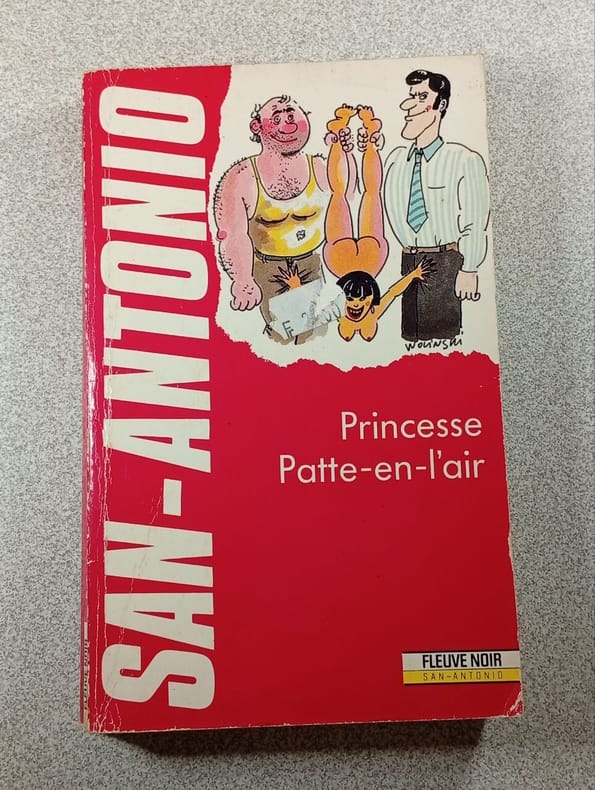 SAN-ANTONIO
WOLINSKI
Princesse
Patte-en-l'air
FLEUVE NOIR
SAN-ANTONIO